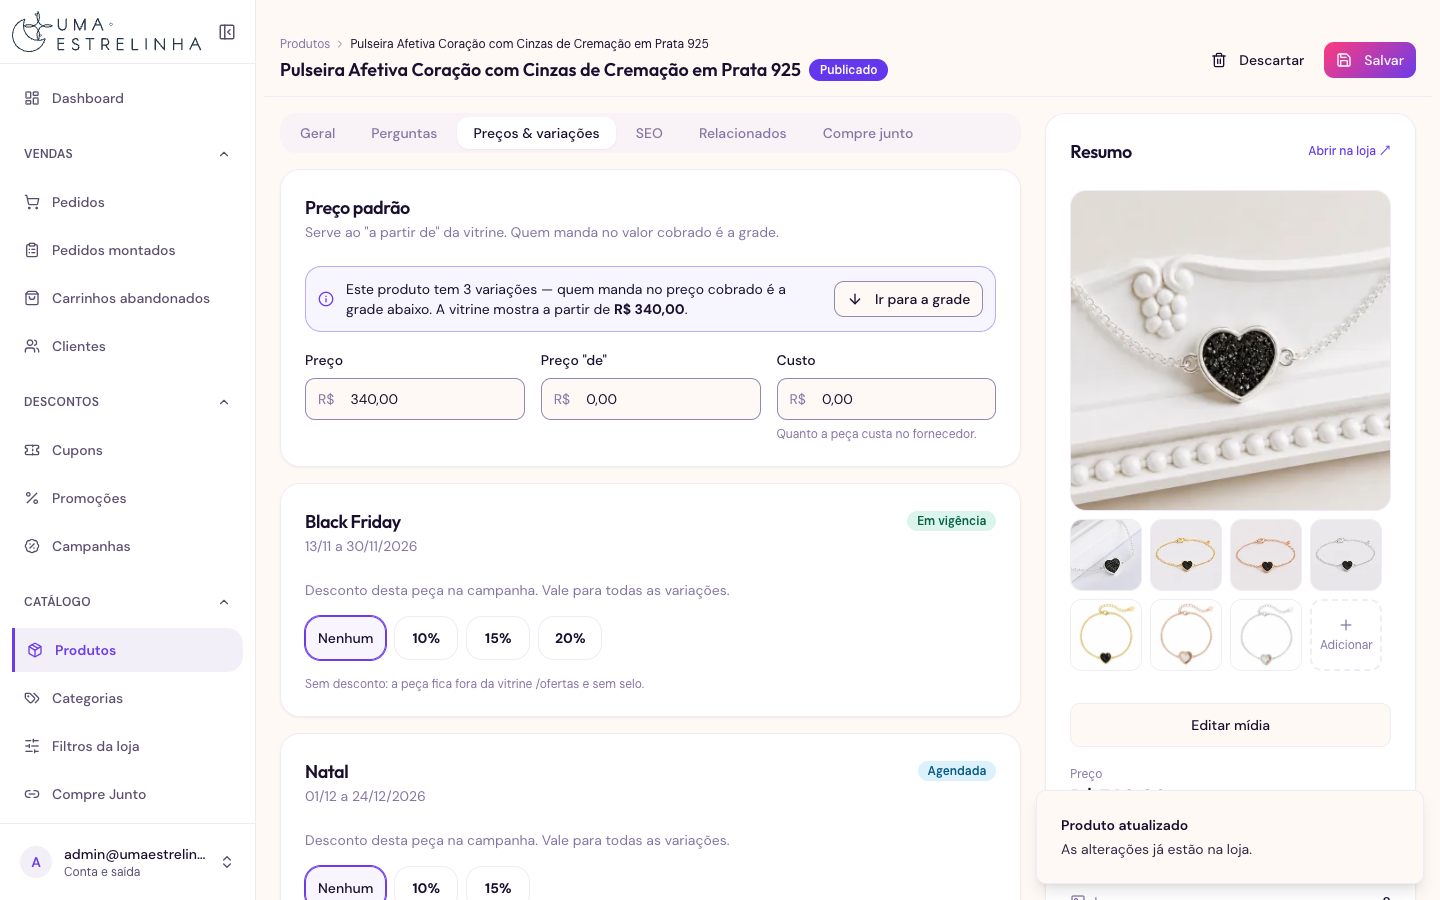 UMA
ESTRELINHA
Dashboard
VENDAS
Pedidos
Pedidos montados
Carrinhos abandonados
Clientes
DESCONTOS
Cupons
Promoções
Campanhas
CATÁLOGO
Produtos
Categorias
Filtros da loja
Compre Junto
A
admin@umaestrelin...
Conta e saída
Produtos > Pulseira Afetiva Coração com Cinzas de Cremação em Prata 925
Pulseira Afetiva Coração com Cinzas de Cremação em Prata 925 Publicado
Descartar
Salvar
Geral Perguntas Preços & variações SEO Relacionados Compre junto
Preço padrão
Serve ao "a partir de" da vitrine. Quem manda no valor cobrado é a grade.
Este produto tem 3 variações — quem manda no preço cobrado é a
grade abaixo. A vitrine mostra a partir de R$ 340,00.
Ir para a grade
Preço Preço "de" Custo
R$ 340,00 R$ 0,00 R$ 0,00
Quanto a peça custa no fornecedor.
Black Friday Em vigência
13/11 a 30/11/2026
Desconto desta peça na campanha. Vale para todas as variações.
Nenhum 10% 15% 20%
Sem desconto: a peça fica fora da vitrine /ofertas e sem selo.
Natal Agendada
01/12 a 24/12/2026
Desconto desta peça na campanha. Vale para todas as variações.
Nenhum 10% 15%
Resumo Abrir na loja ↗
Adicionar
Editar mídia
Preço
Produto atualizado
As alterações já estão na loja.